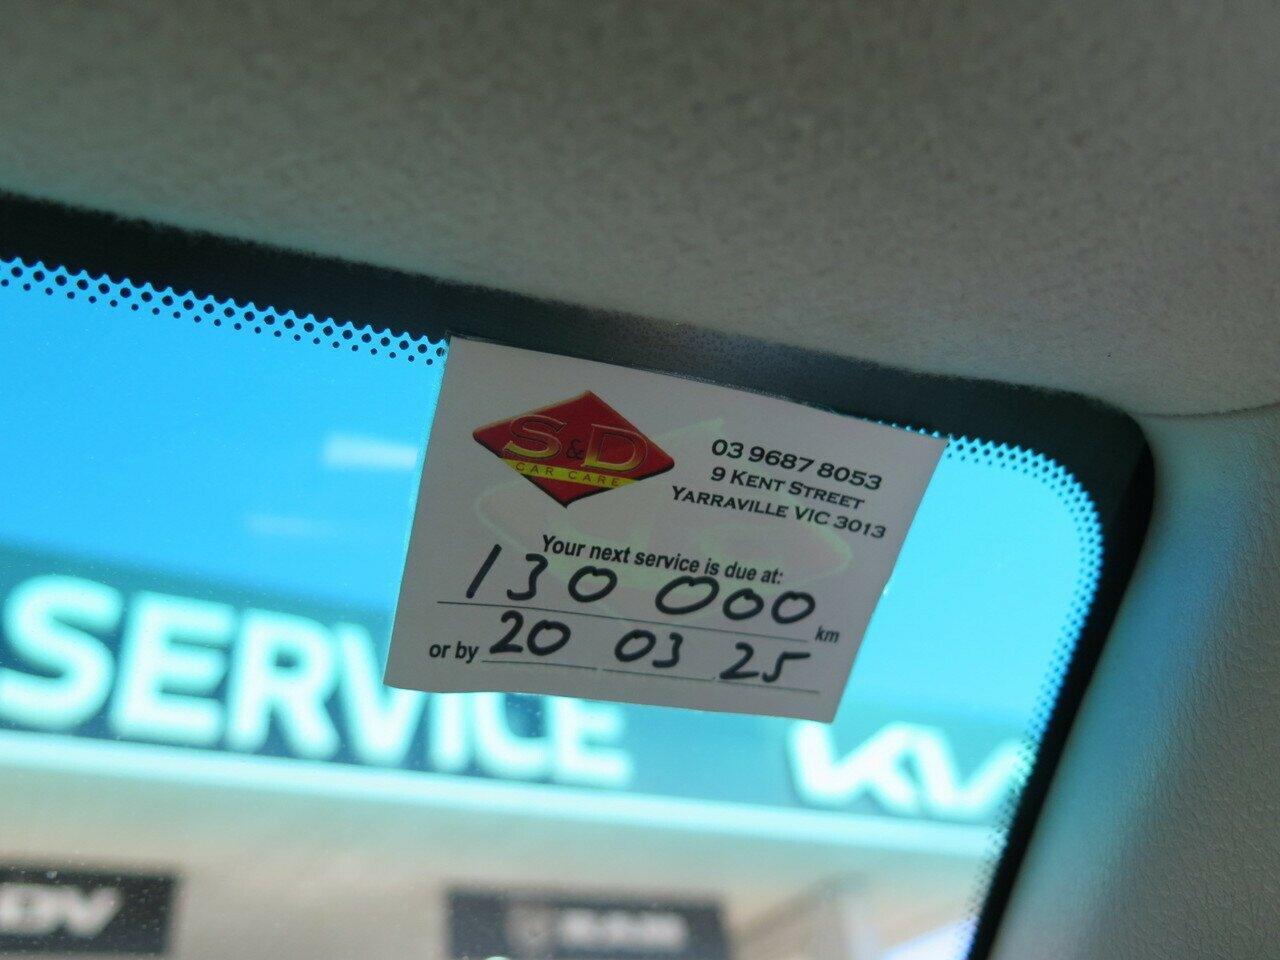 S&D
CAR CARE
03 9687 8053
9 KENT STREET
YARRAVILLE VIC 3013
Your next service is due at:
130 000 km
or by 20 03 25
SERVICE